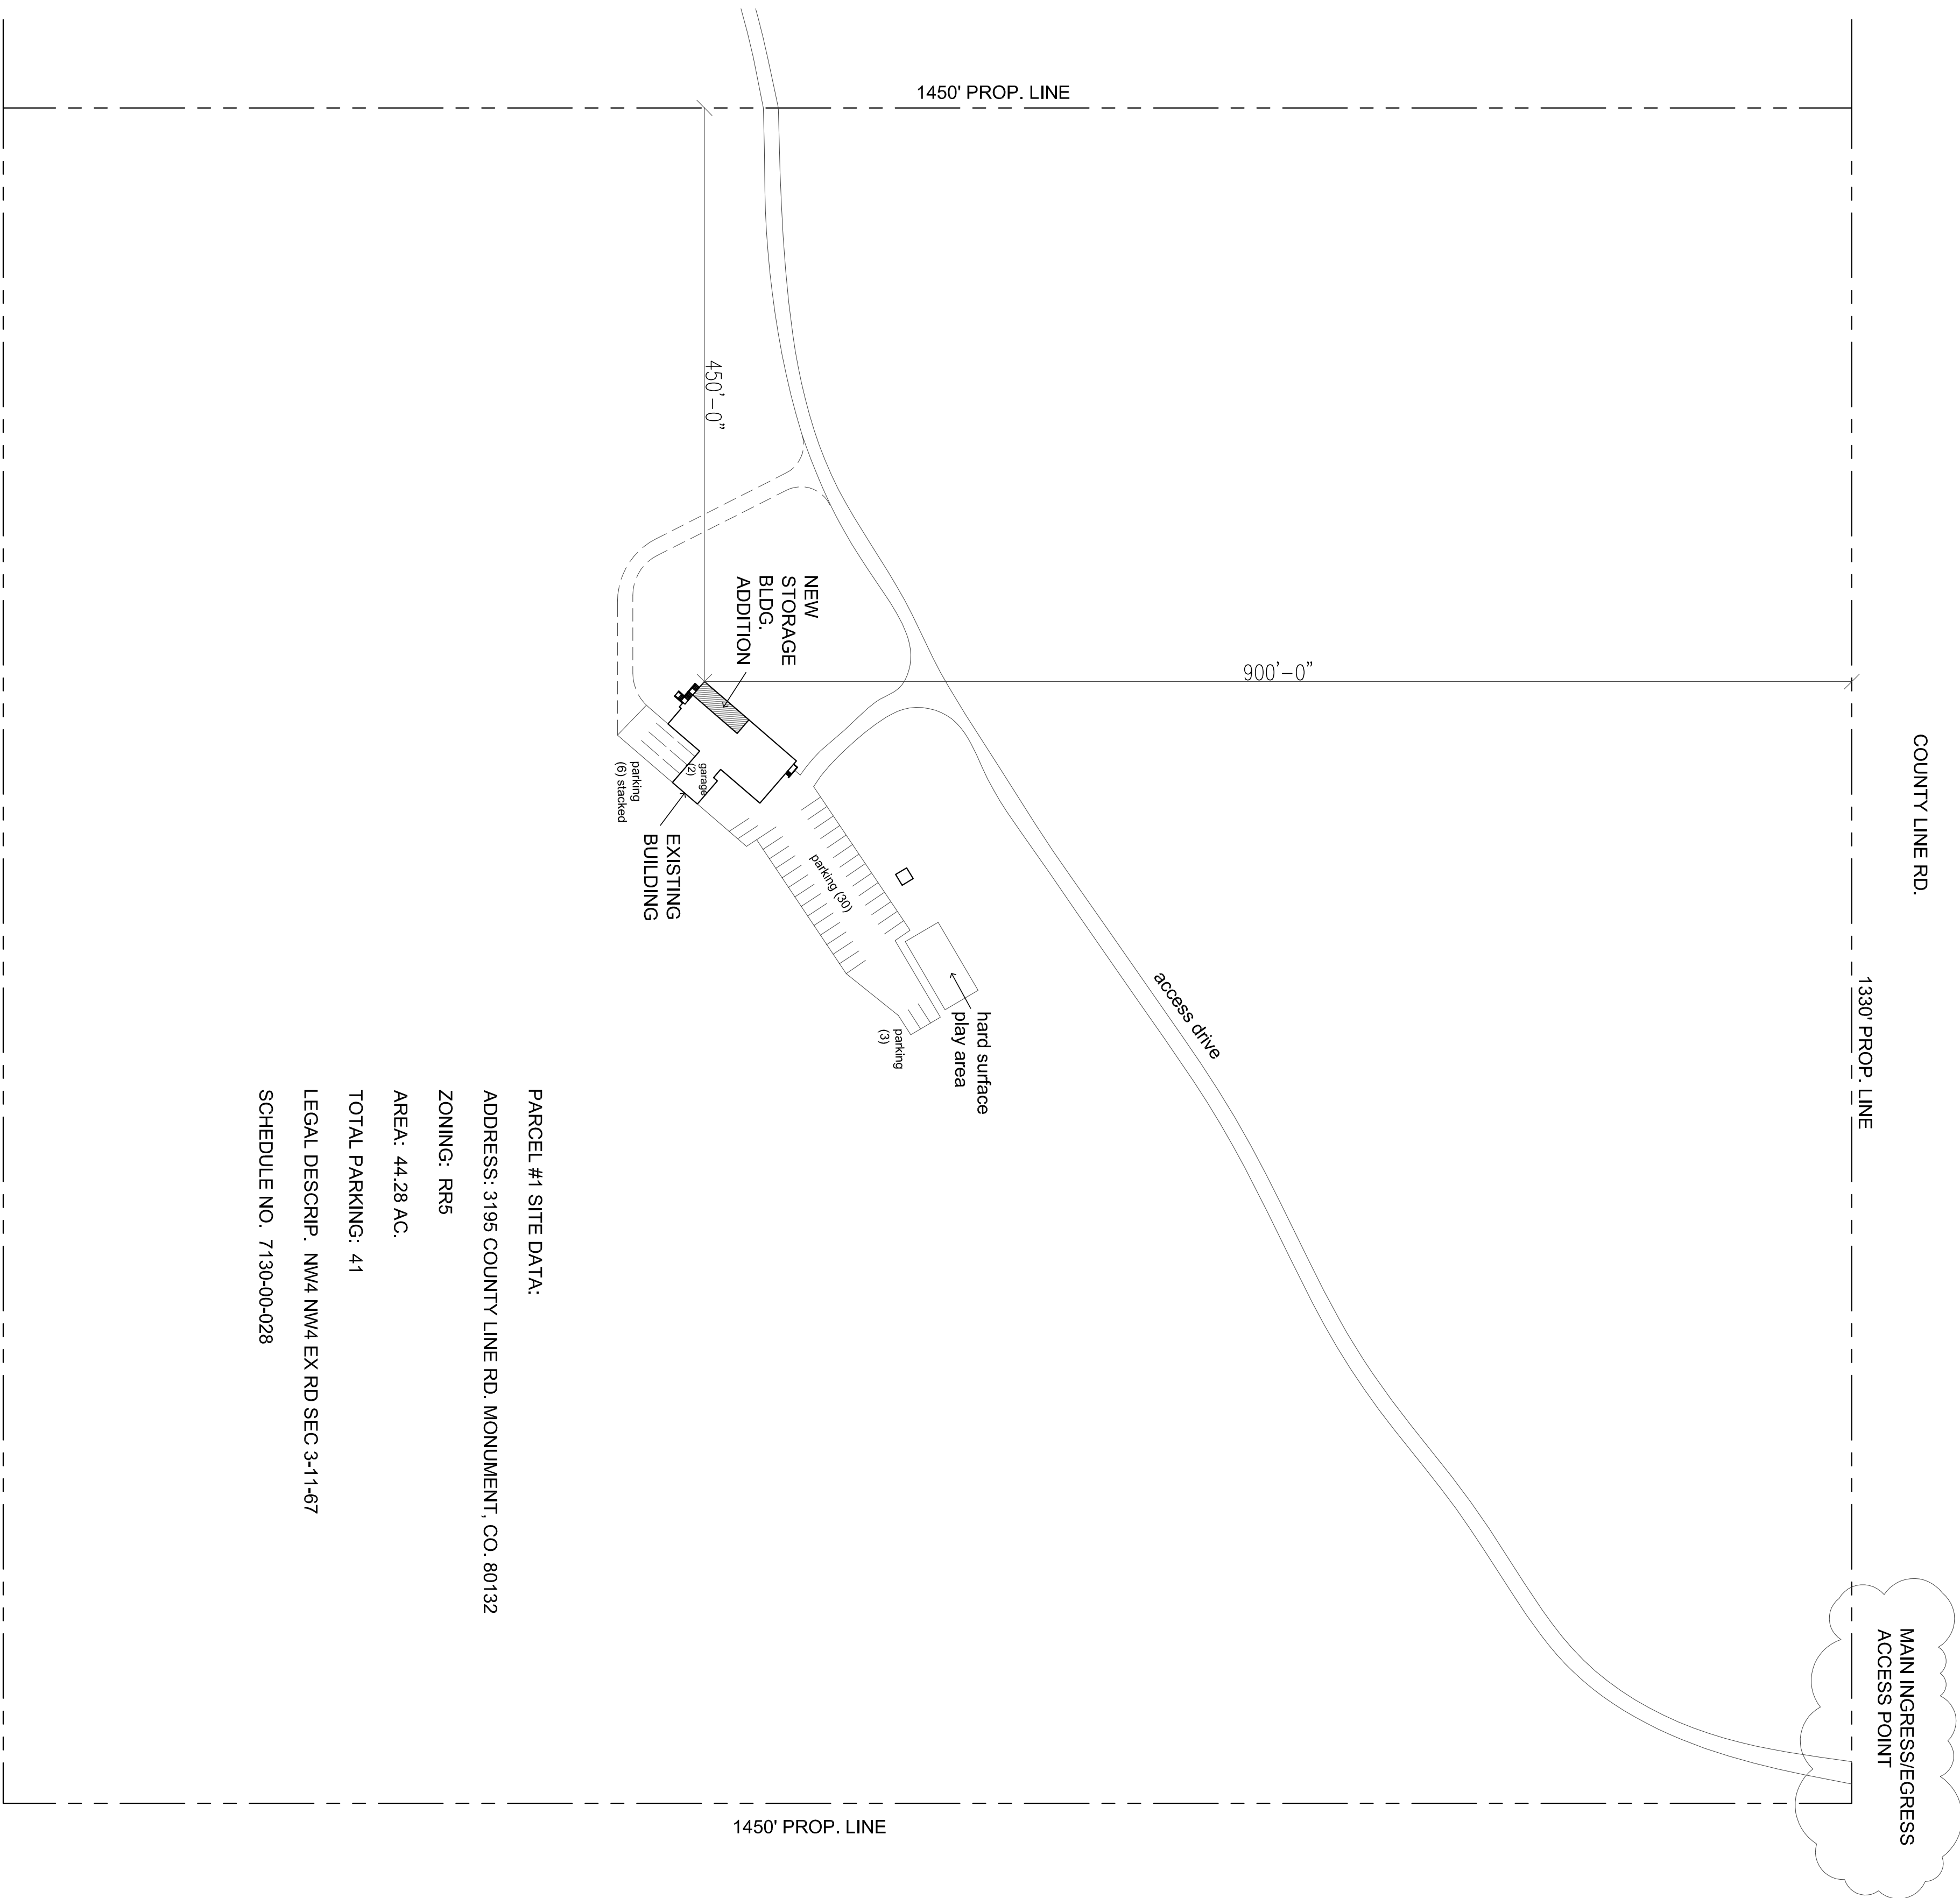 COUNTY LINE RD.
1330' PROP. LINE
MAIN INGRESS/EGRESS
ACCESS POINT
1450' PROP. LINE
900'-0"
450'-0"
access drive
NEW
STORAGE
BLDG.
ADDITION
hard surface
play area
parking
(3)
parking (30)
garage
(2)
parking
(6) stacked
EXISTING
BUILDING
PARCEL #1 SITE DATA:
ADDRESS: 3195 COUNTY LINE RD. MONUMENT, CO. 80132
ZONING: RR5
AREA: 44.28 AC.
TOTAL PARKING: 41
LEGAL DESCRIP. NW4 NW4 EX RD SEC 3-11-67
SCHEDULE NO. 7130-00-028
1450' PROP. LINE